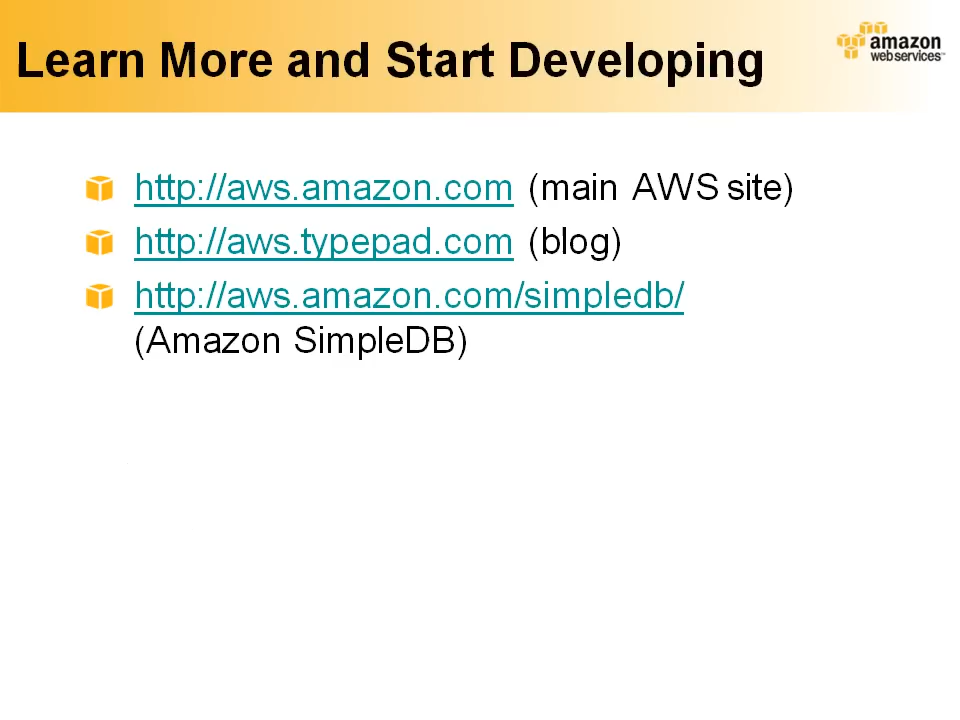 Learn More and Start Developing
amazon
webservices™
http://aws.amazon.com (main AWS site)
http://aws.typepad.com (blog)
http://aws.amazon.com/simpledb/
(Amazon SimpleDB)